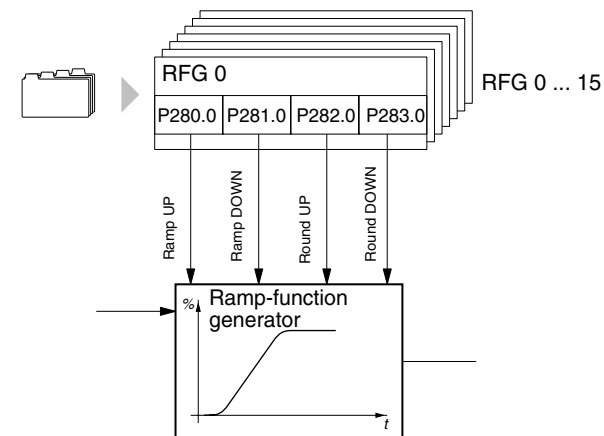 RFG 0
RFG 0 ... 15
P280.0 P281.0 P282.0 P283.0
Ramp UP
Ramp DOWN
Round UP
Round DOWN
% Ramp-function
generator
t